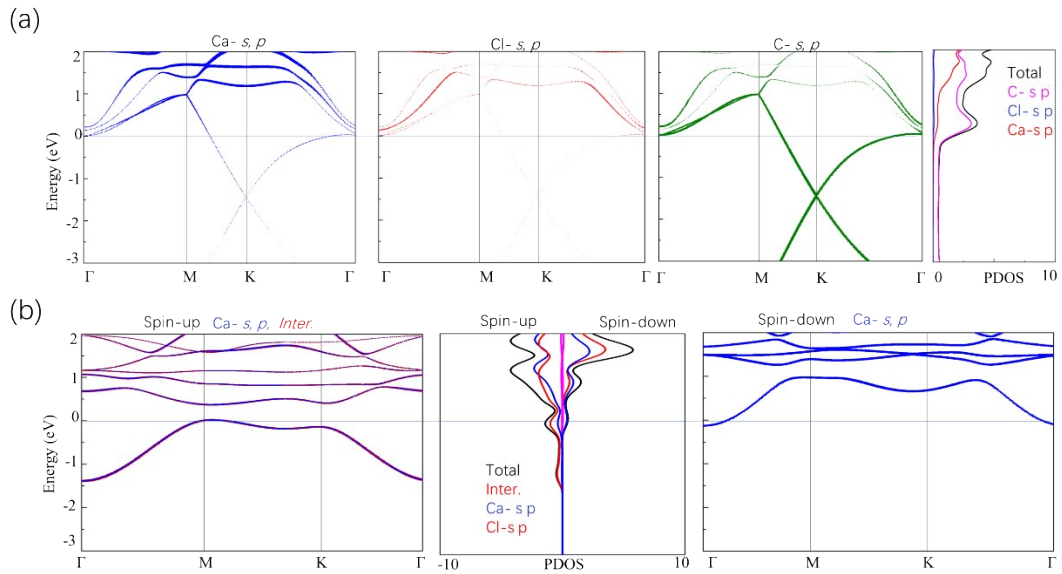 (a)
Ca- s, p
Cl- s, p
C- s, p
Energy (eV)
2
1
0
-1
-2
-3
Γ M K Γ
Γ M K Γ
Γ M K Γ
Total
C- s p
Cl-s p
Ca-s p
0 PDOS 10
(b)
Spin-up Ca- s, p, Inter.
Spin-up Spin-down
Spin-down Ca- s, p
Energy (eV)
2
1
0
-1
-2
-3
Γ M K Γ
Total
Inter.
Ca-s p
Cl-s p
-10 PDOS 10
Γ M K Γ